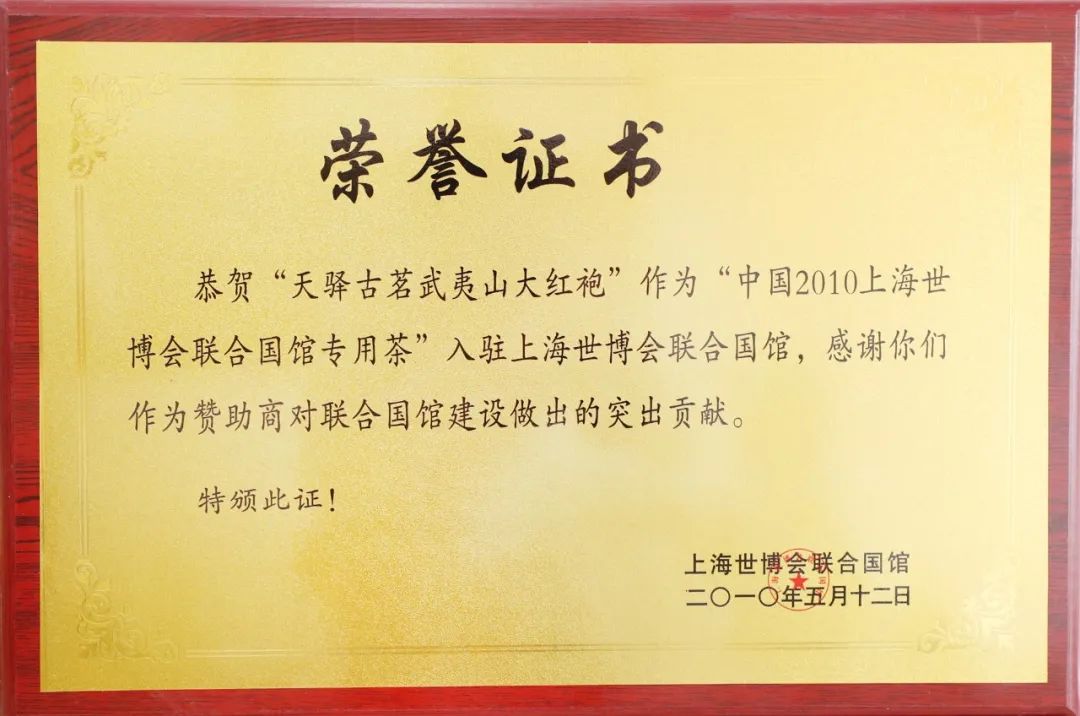 荣誉证书
恭贺“天驿古茗武夷山大红袍”作为“中国2010上海世
博会联合国馆专用茶”入驻上海世博会联合国馆，感谢你们
作为赞助商对联合国馆建设做出的突出贡献。
特颁此证！
上海世博会联合国馆
二〇一〇年五月十二日